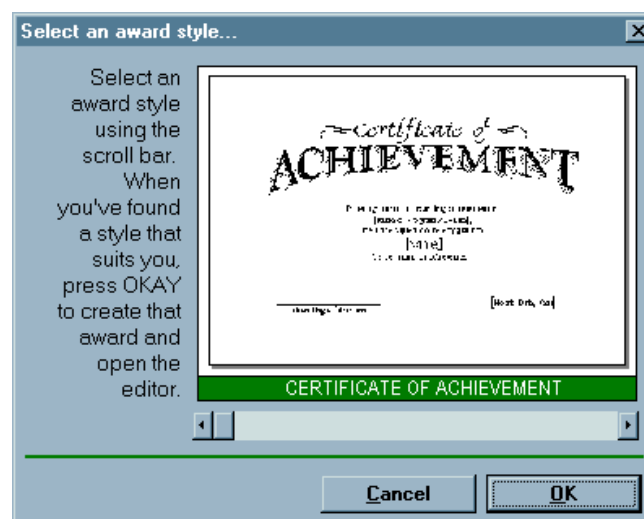 Select an award style...
Select an
award style
using the
scroll bar.
When
you've found
a style that
suits you,
press OKAY
to create that
award and
open the
editor.
Certificate of
ACHIEVEMENT
CERTIFICATE OF ACHIEVEMENT
Cancel
OK